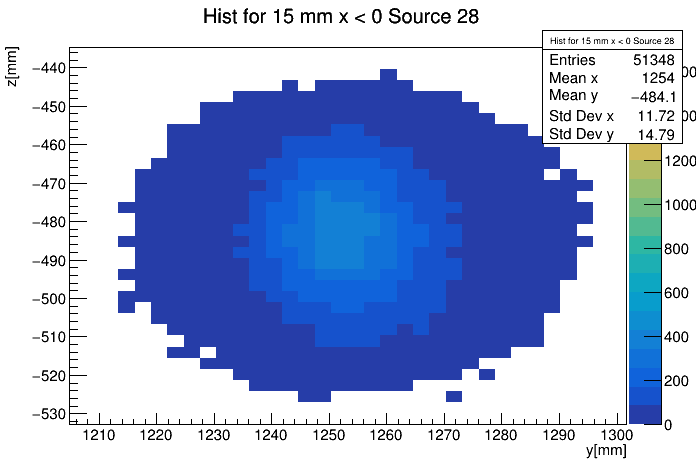 Hist for 15 mm x < 0 Source 28
z[mm]
Hist for 15 mm x < 0 Source 28
Entries 51348
Mean x 1254
Mean y −484.1
Std Dev x 11.72
Std Dev y 14.79
−440
−450
−460
−470
−480
−490
−500
−510
−520
−530
1200
1000
800
600
400
200
0
1210 1220 1230 1240 1250 1260 1270 1280 1290 1300
y[mm]